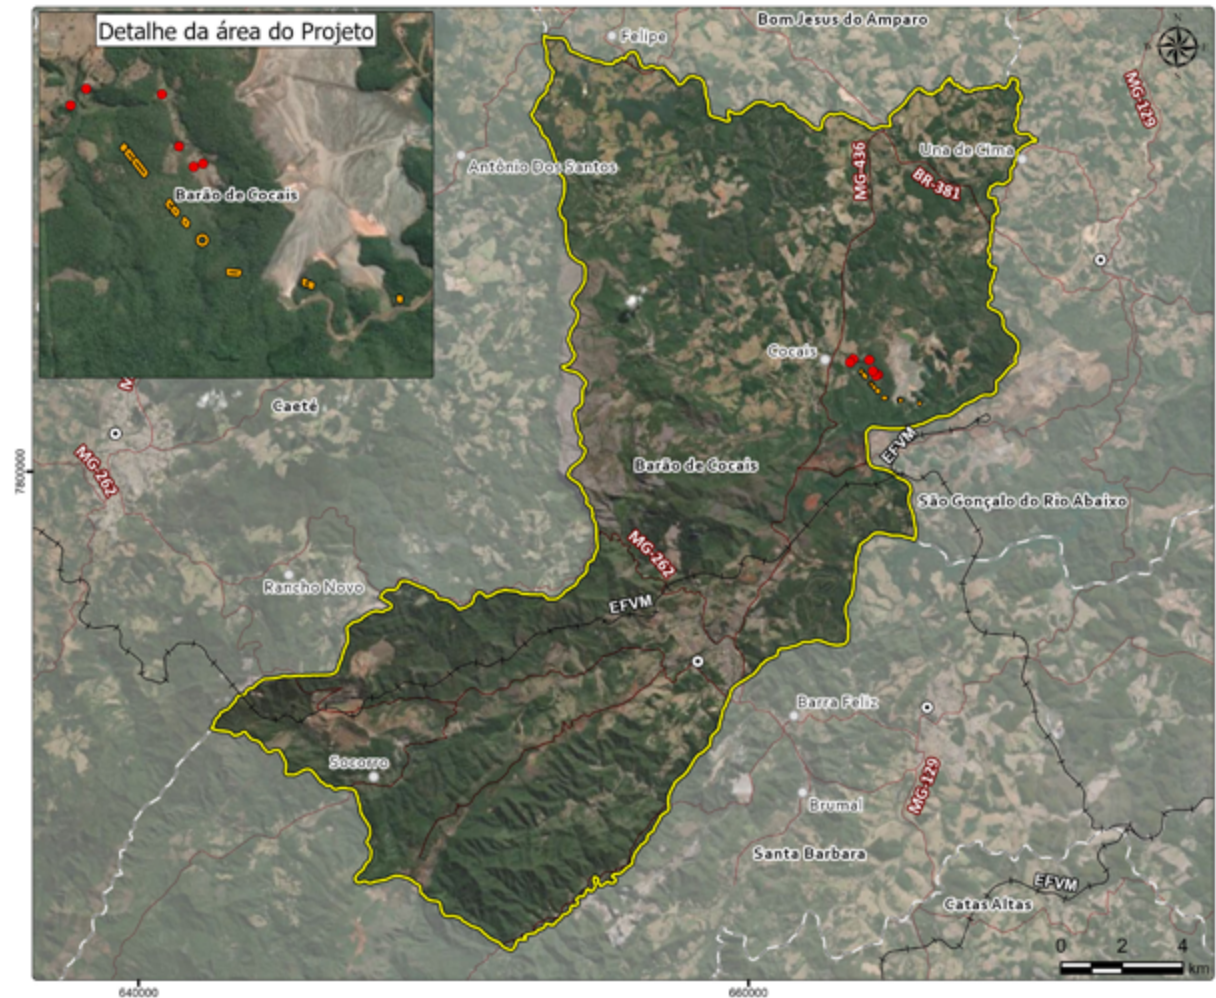 Detalhe da área do Projeto
Barão de Cocais
Bom Jesus do Amparo
N
Felipe
MG-129
Antônio Dos Santos
MG-436
Una de Cima
BR-381
Cocais
Caeté
MG-262
Barão de Cocais
EFVM
São Gonçalo do Rio Abaixo
7800000
MG-262
Rancho Novo
EFVM
Barra Feliz
Socorro
MG-129
Brumal
Santa Barbara
EFVM
Catas Altas
0 2 4
km
640000
660000